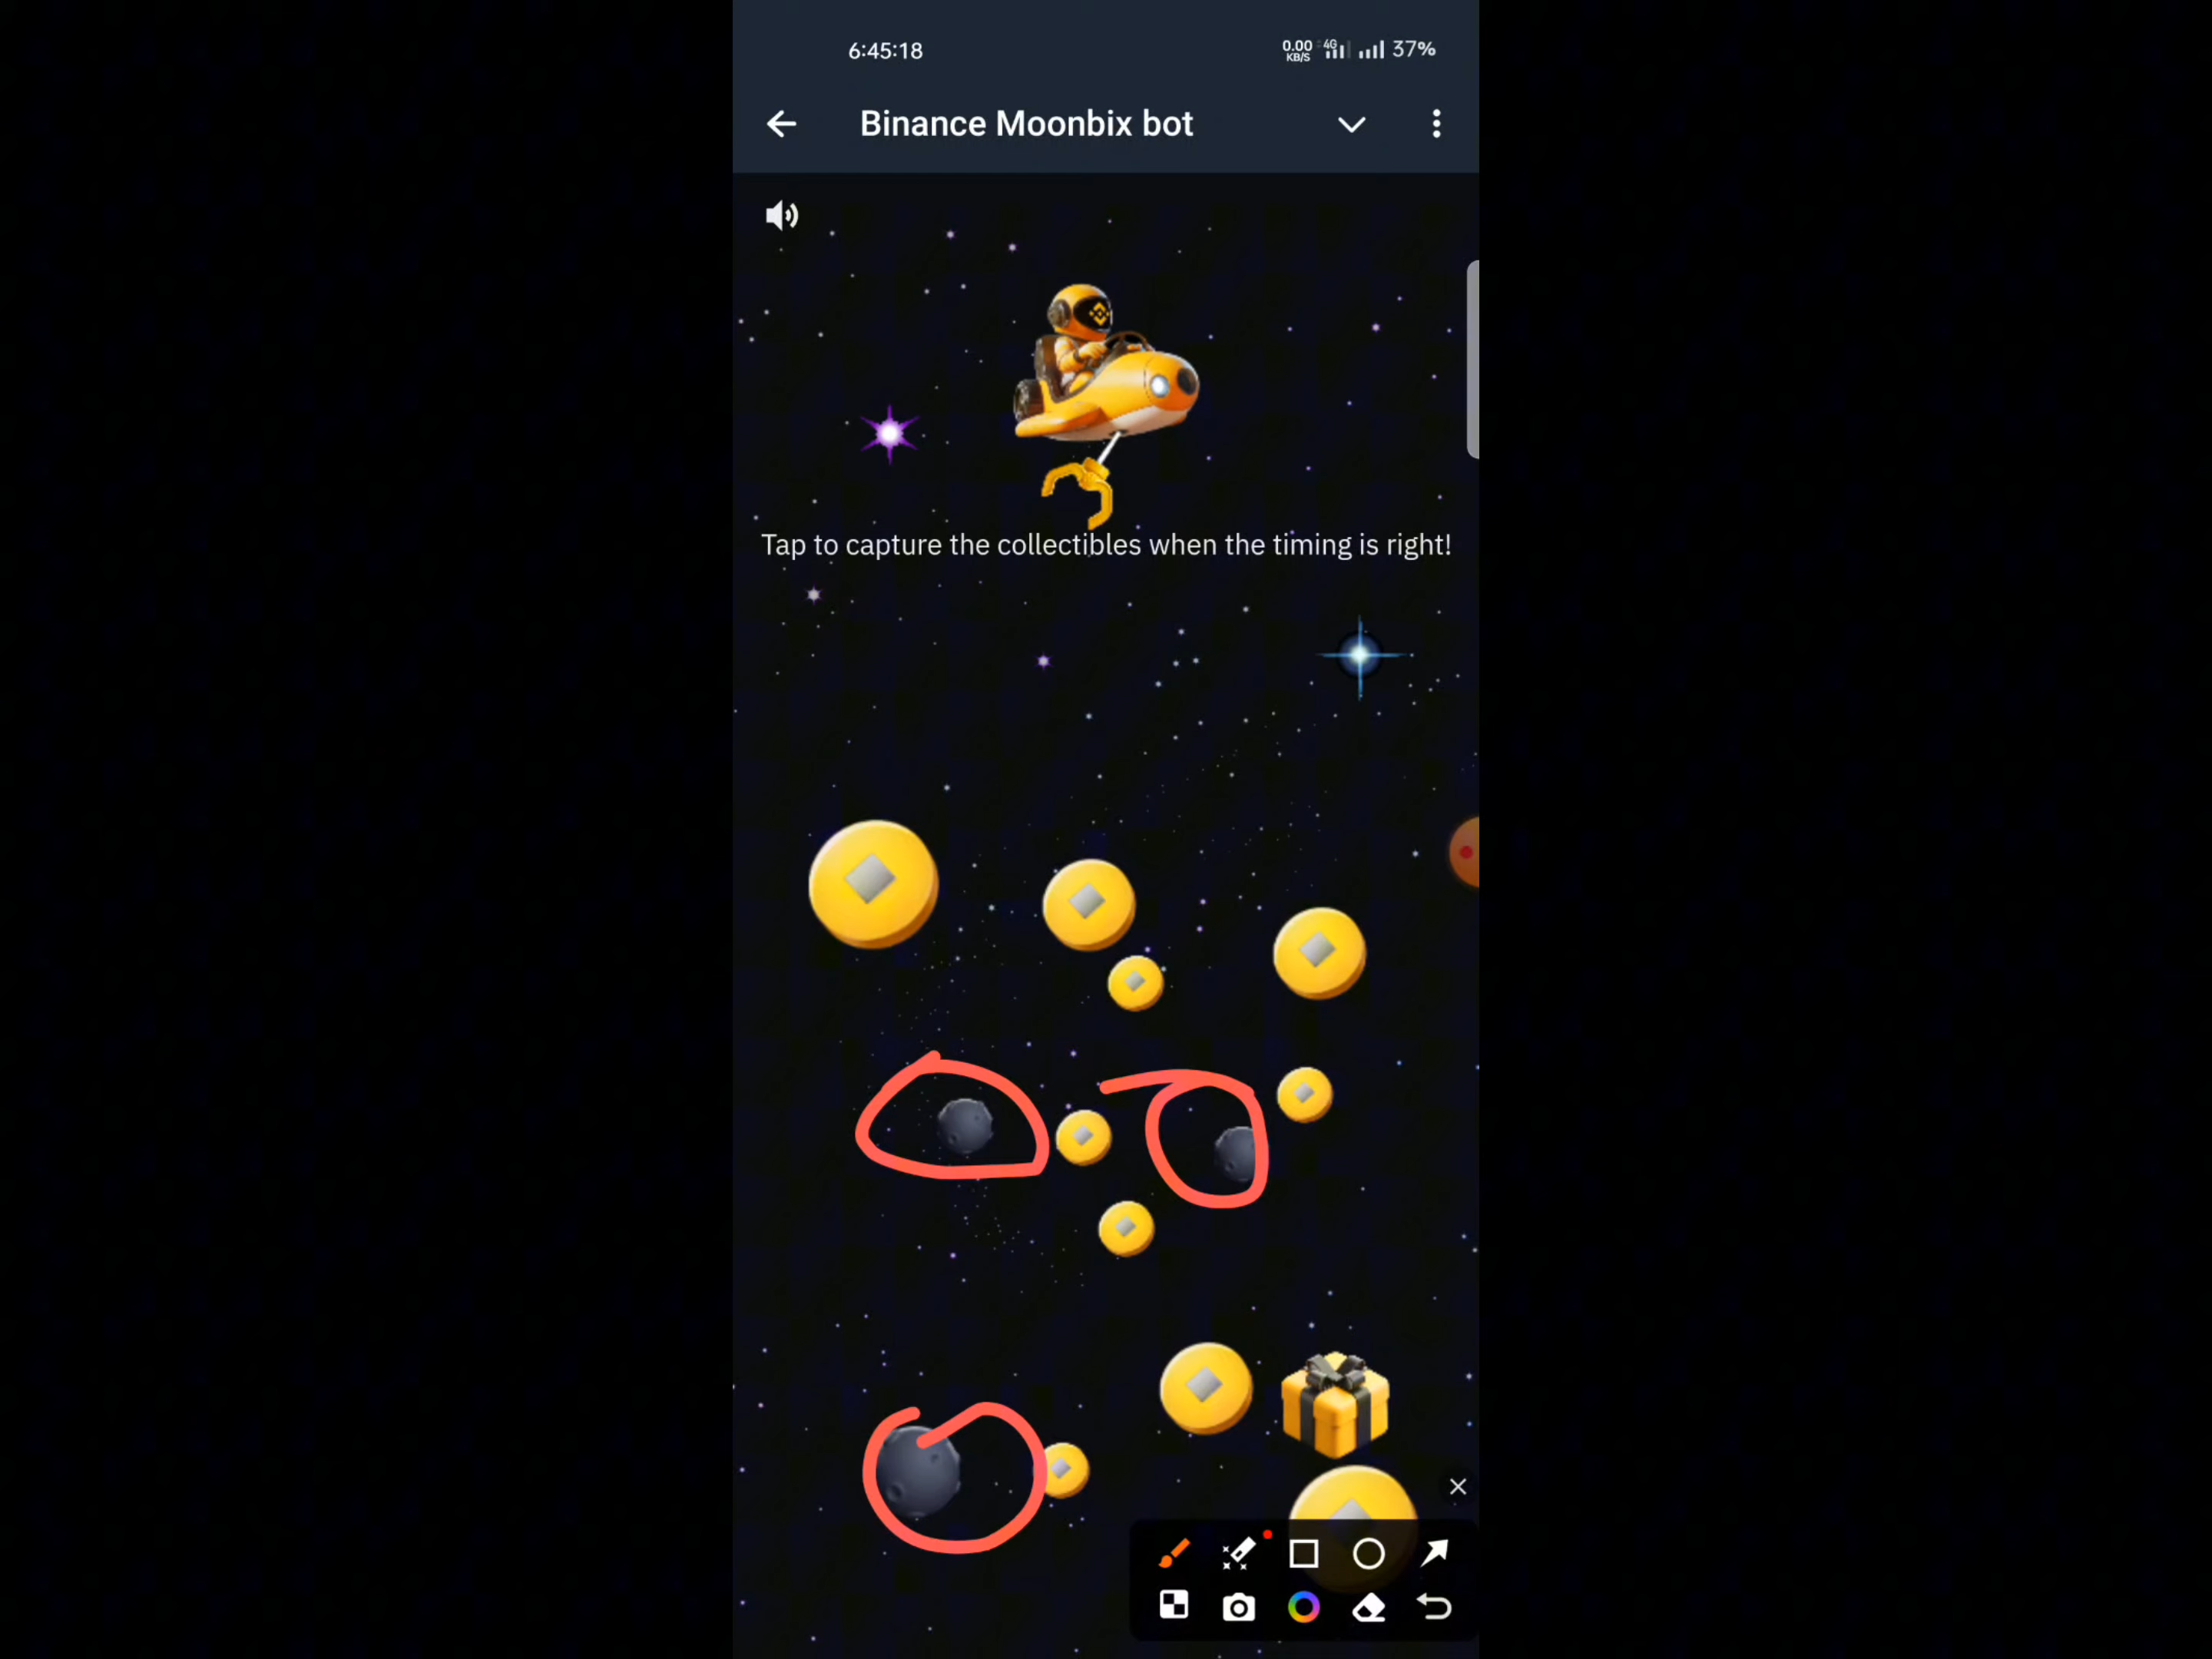 6:45:18
0.00 KB/S 4G 37%
Binance Moonbix bot
Tap to capture the collectibles when the timing is right!